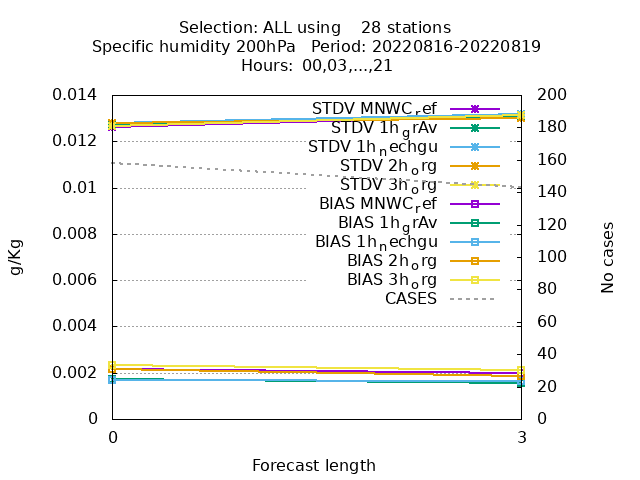 Selection: ALL using    28 stations
Specific humidity 200hPa   Period: 20220816-20220819
Hours:  00,03,...,21
0.014
0.012
0.01
0.008
0.006
0.004
0.002
0
200
180
160
140
120
100
80
60
40
20
0
g/Kg
No cases
STDV MNWC_ref
STDV 1h_grAv
STDV 1h_nechgu
STDV 2h_org
STDV 3h_org
BIAS MNWC_ref
BIAS 1h_grAv
BIAS 1h_nechgu
BIAS 2h_org
BIAS 3h_org
CASES
0
3
Forecast length